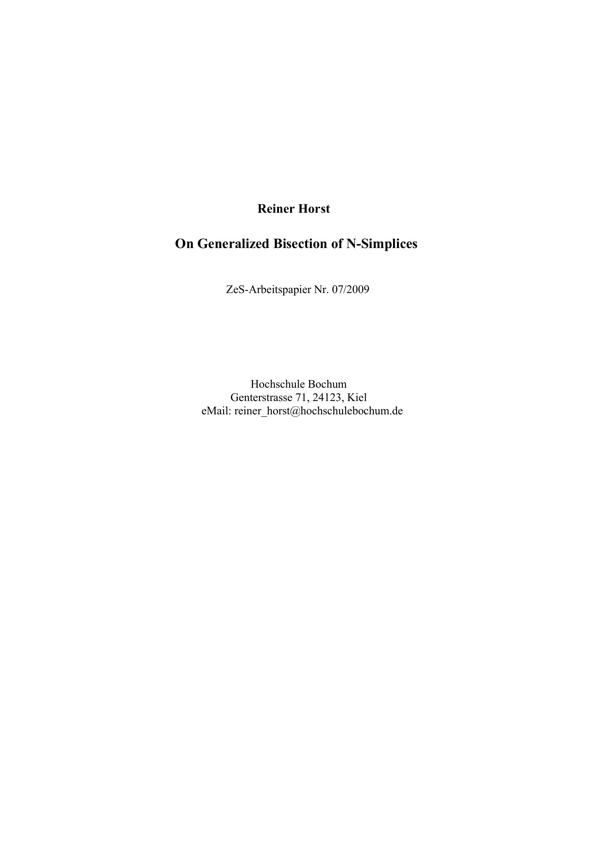 Reiner Horst
On Generalized Bisection of N-Simplices
ZeS-Arbeitspapier Nr. 07/2009
Hochschule Bochum
Genterstrasse 71, 24123, Kiel
eMail: reiner_horst@hochschulebochum.de